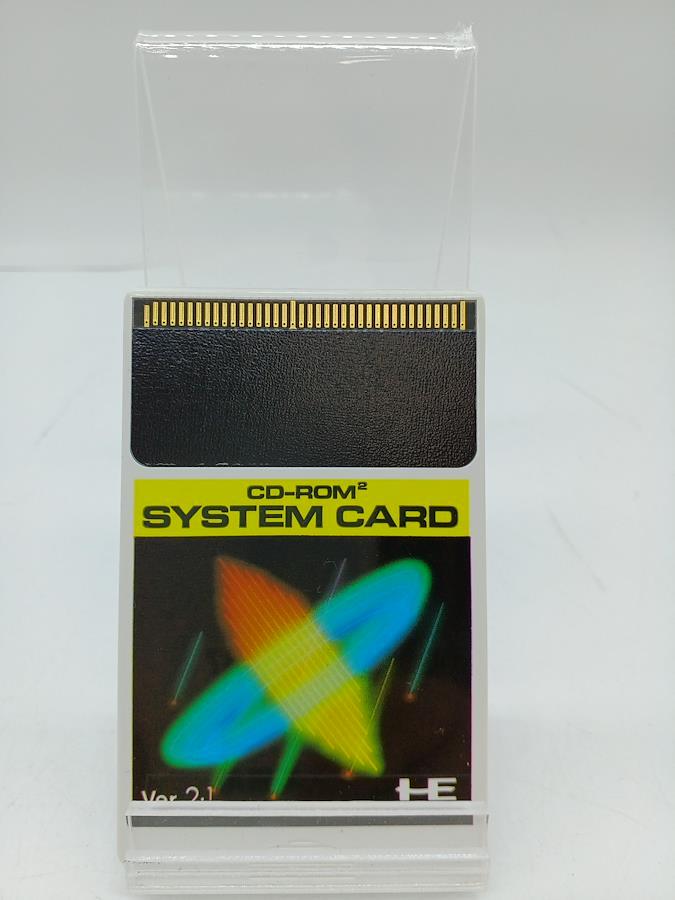 CD-ROM²
SYSTEM CARD
Ver. 2.1
HE